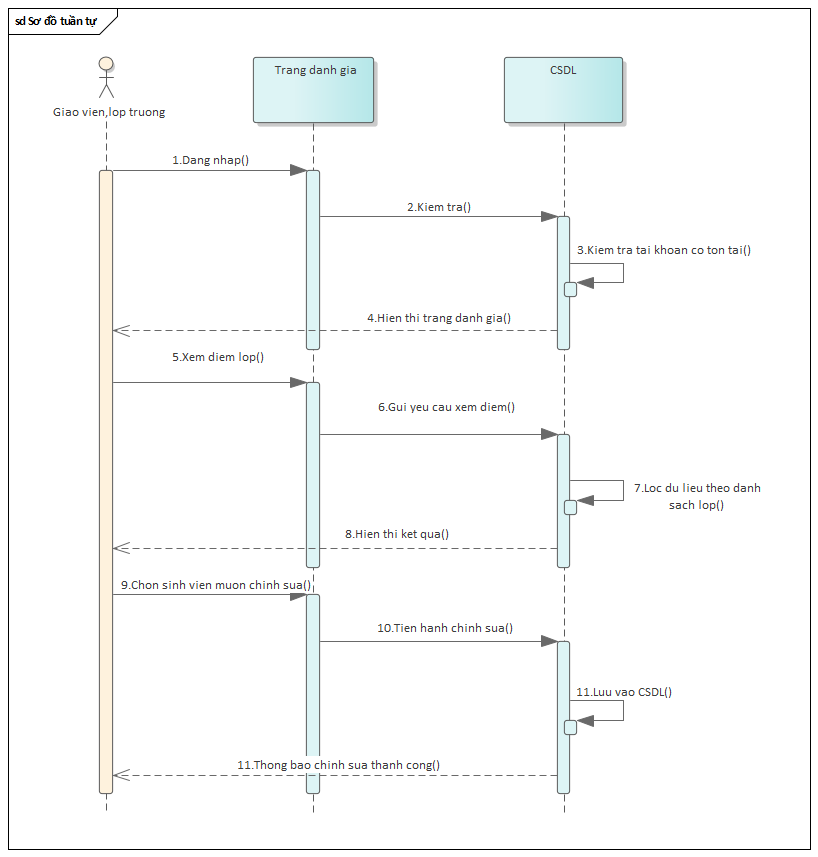 sd Sơ đồ tuần tự
Giao vien,lop truong
Trang danh gia
CSDL
1.Dang nhap()
2.Kiem tra()
3.Kiem tra tai khoan co ton tai()
4.Hien thi trang danh gia()
5.Xem diem lop()
6.Gui yeu cau xem diem()
7.Loc du lieu theo danh
sach lop()
8.Hien thi ket qua()
9.Chon sinh vien muon chinh sua()
10.Tien hanh chinh sua()
11.Luu vao CSDL()
11.Thong bao chinh sua thanh cong()